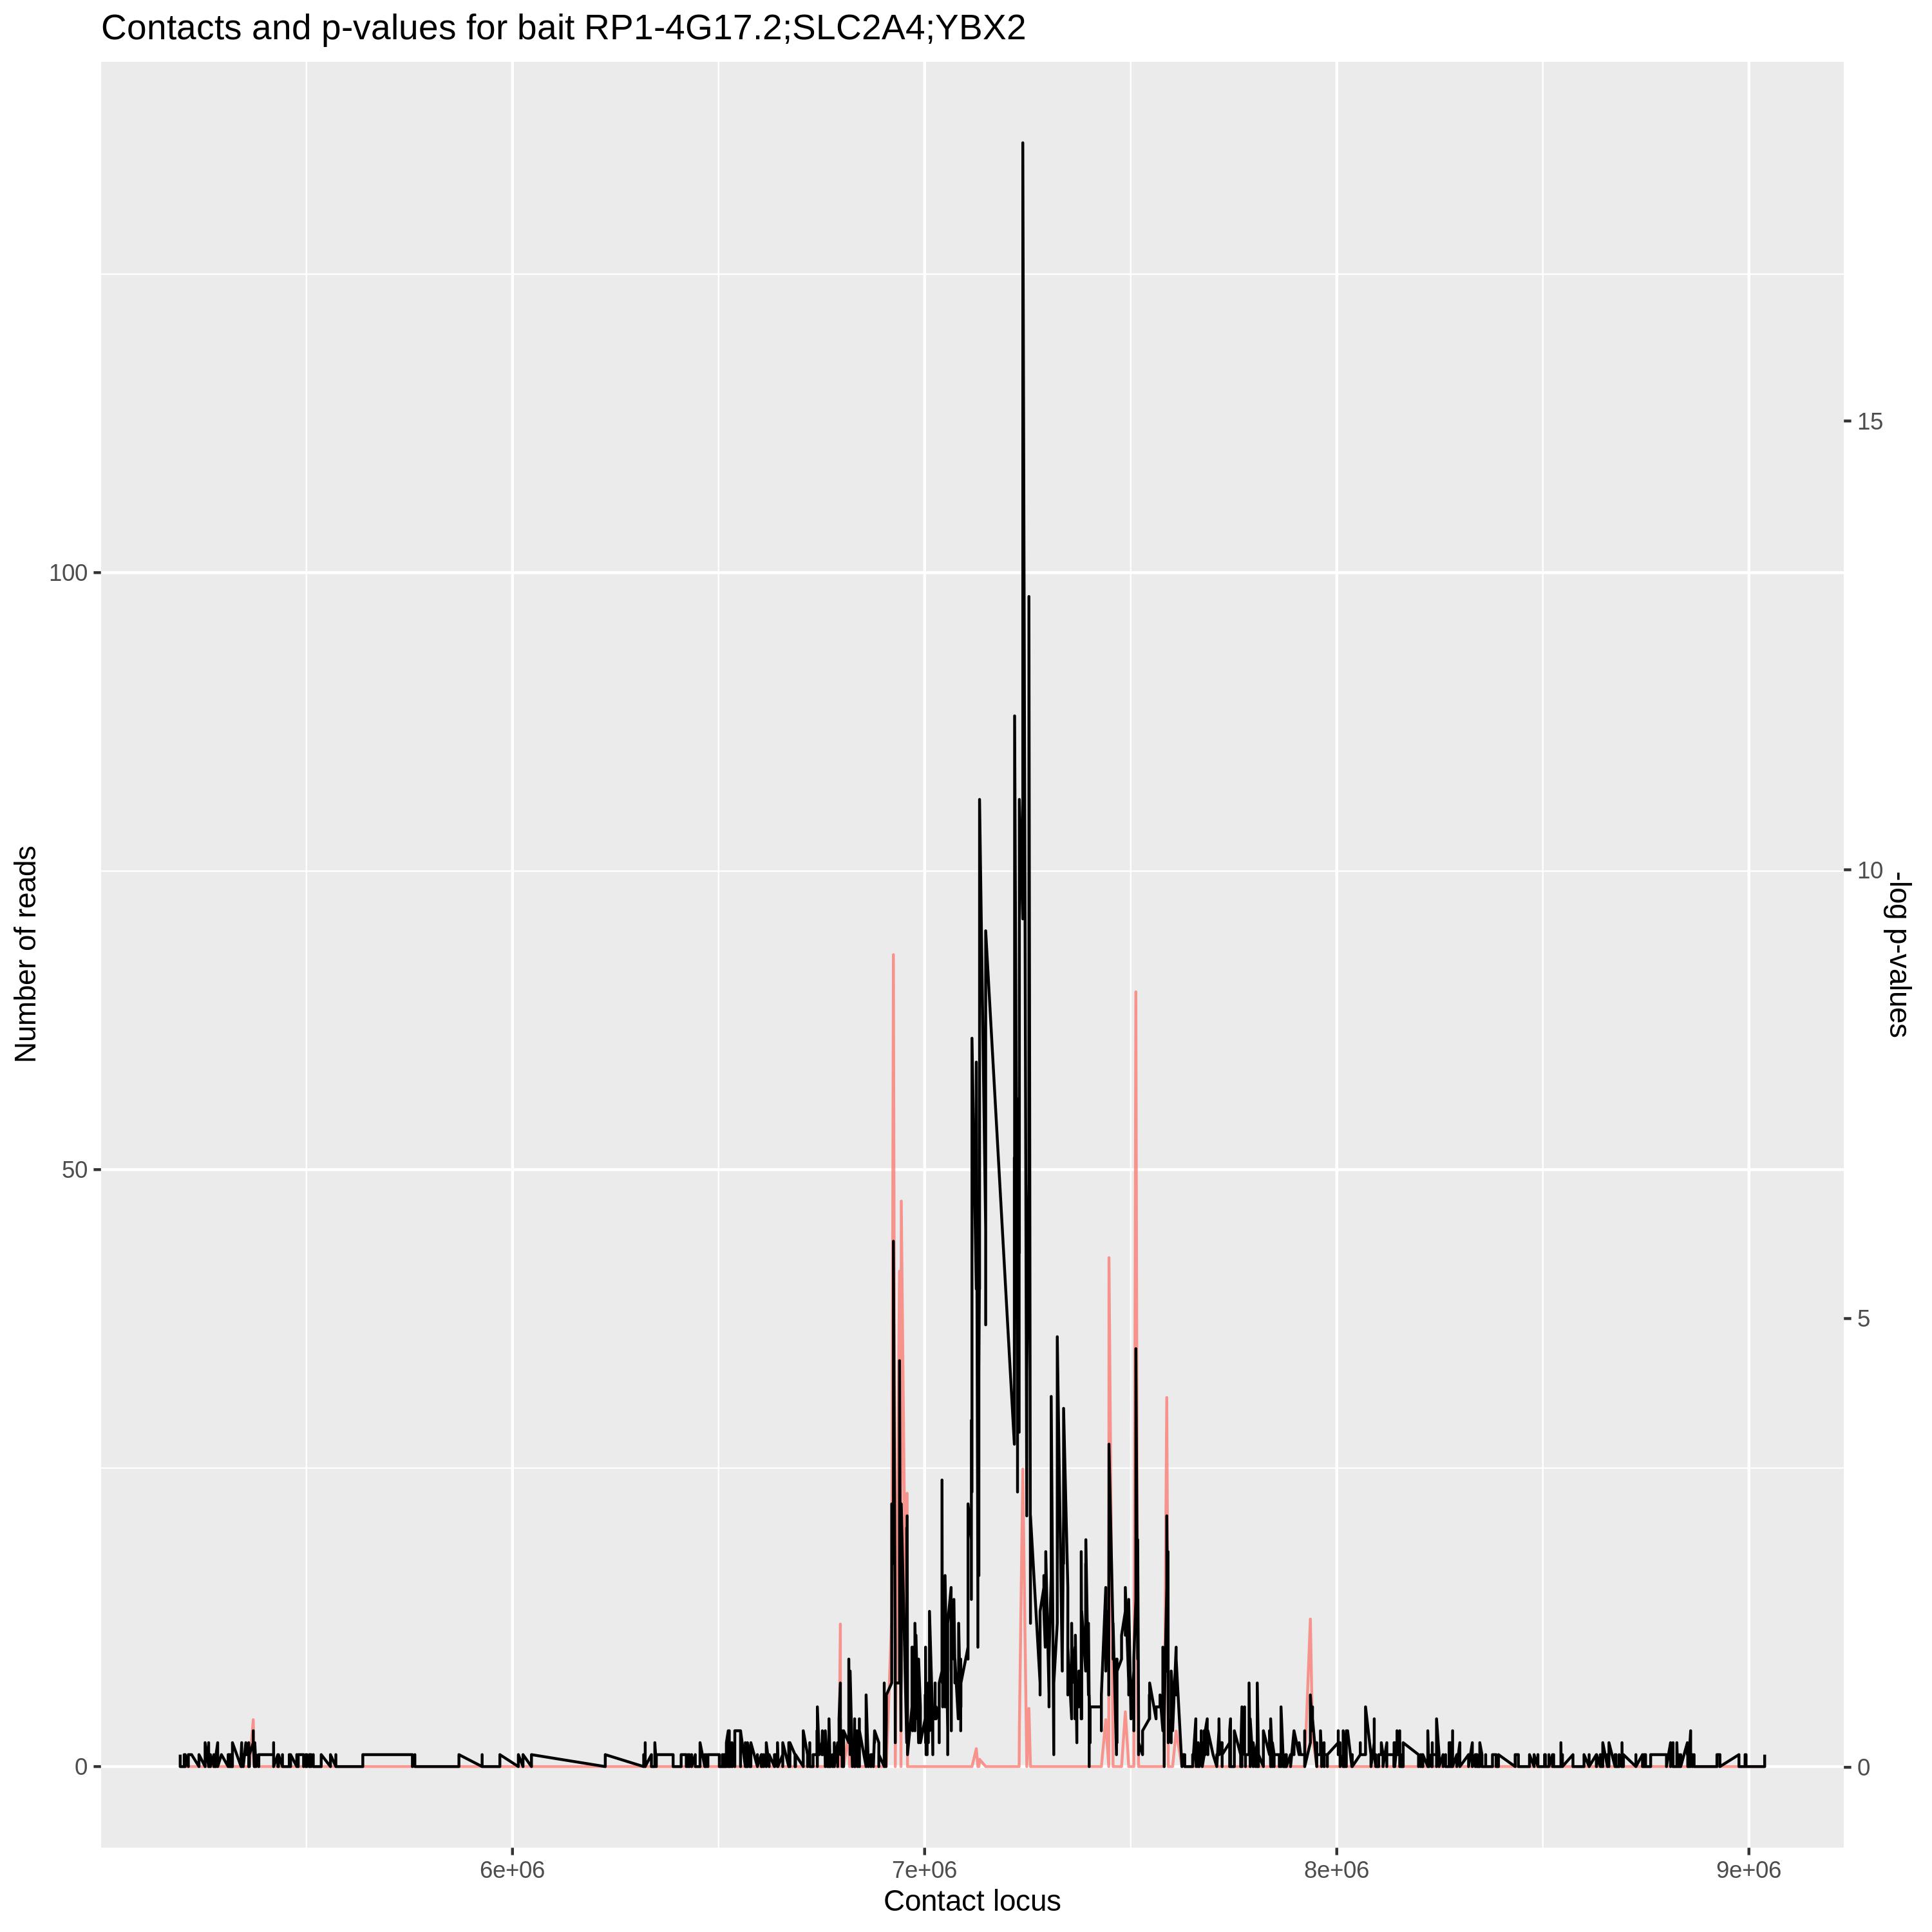 Contacts and p-values for bait RP1-4G17.2;SLC2A4;YBX2
Number of reads
100
50
0
15
10
5
0
-log p-values
6e+06 7e+06 8e+06 9e+06
Contact locus